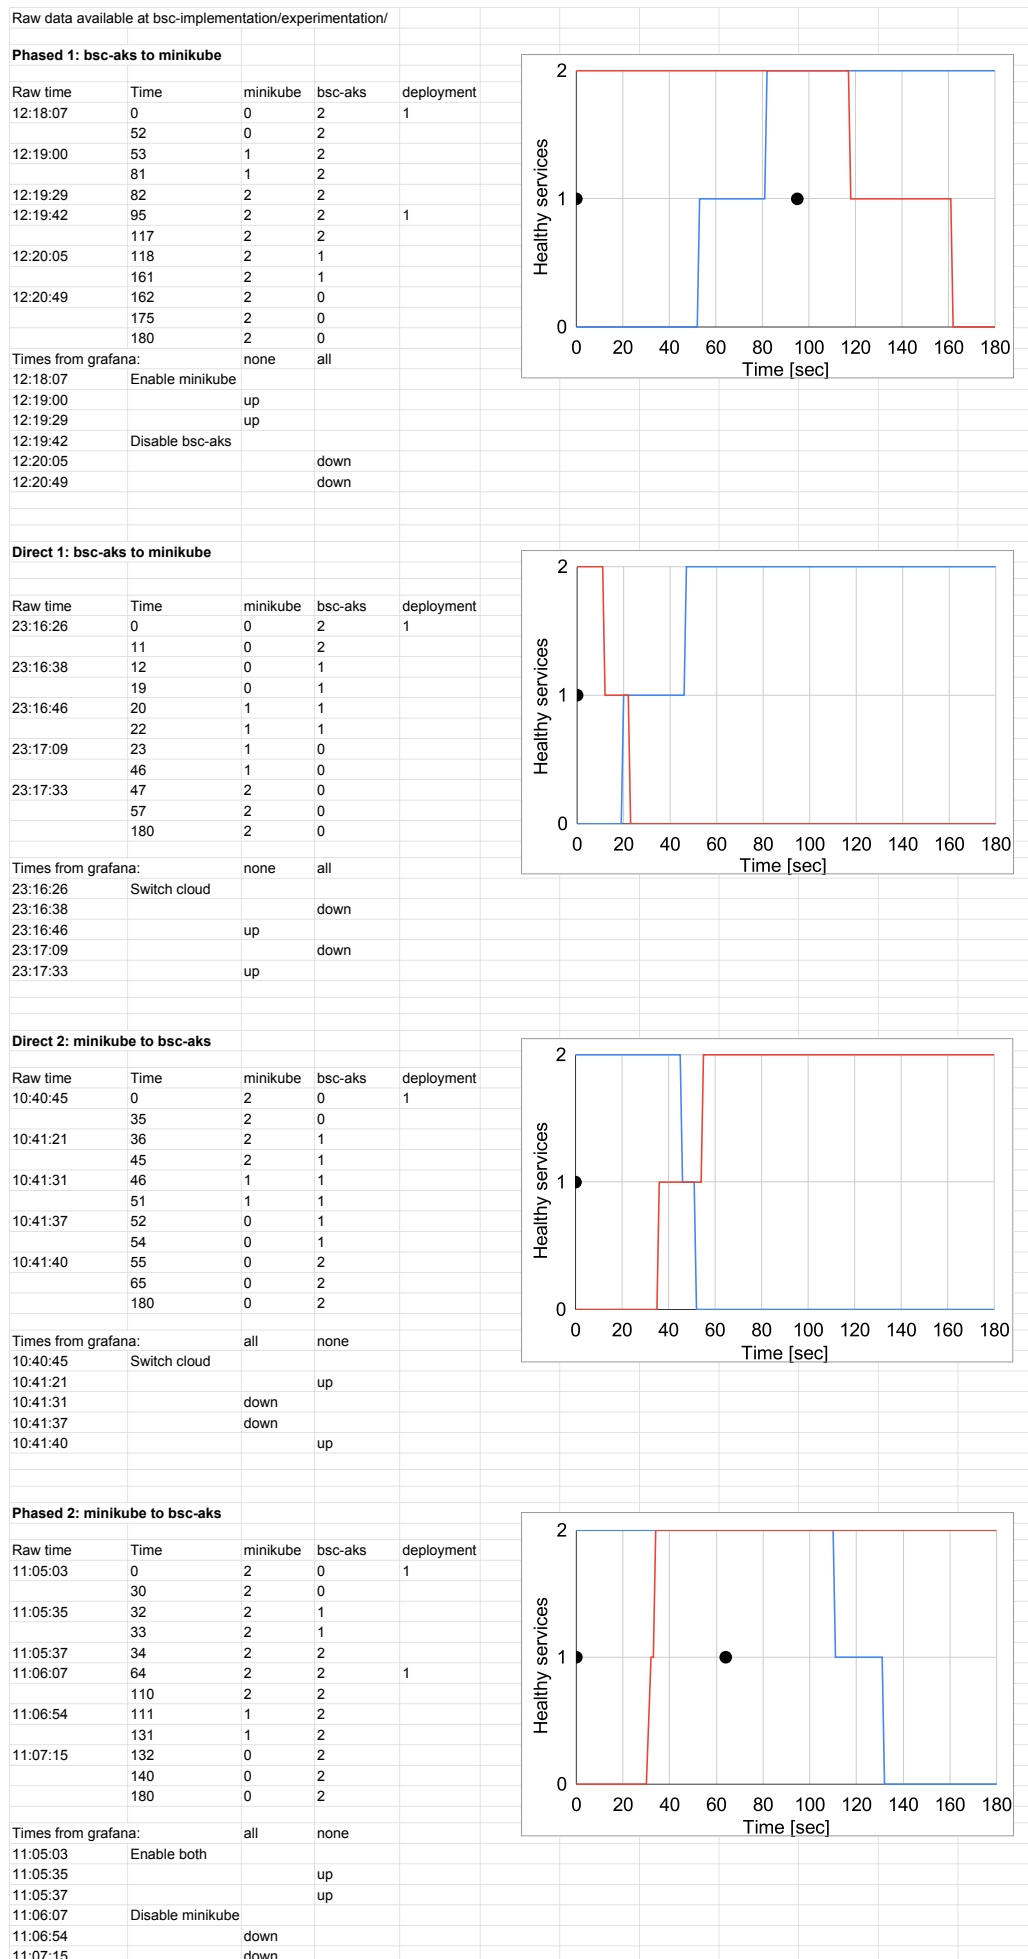 Raw data available at bsc-implementation/experimentation/
Phased 1: bsc-aks to minikube
Raw time Time minikube bsc-aks deployment
12:18:07 0 0 2 1
52 0 2
12:19:00 53 1 2
81 1 2
12:19:29 82 2 2
12:19:42 95 2 2 1
117 2 2
12:20:05 118 2 1
161 2 1
12:20:49 162 2 0
175 2 0
180 2 0
Times from grafana: none all
12:18:07 Enable minikube
12:19:00 up
12:19:29 up
12:19:42 Disable bsc-aks
12:20:05 down
12:20:49 down
2
1
0
Healthy services
0 20 40 60 80 100 120 140 160 180
Time [sec]
Direct 1: bsc-aks to minikube
Raw time Time minikube bsc-aks deployment
23:16:26 0 0 2 1
11 0 2
23:16:38 12 0 1
19 0 1
23:16:46 20 1 1
22 1 1
23:17:09 23 1 0
46 1 0
23:17:33 47 2 0
57 2 0
180 2 0
Times from grafana: none all
23:16:26 Switch cloud
23:16:38 down
23:16:46 up
23:17:09 down
23:17:33 up
2
1
0
Healthy services
0 20 40 60 80 100 120 140 160 180
Time [sec]
Direct 2: minikube to bsc-aks
Raw time Time minikube bsc-aks deployment
10:40:45 0 2 0 1
35 2 0
10:41:21 36 2 1
45 2 1
10:41:31 46 1 1
51 1 1
10:41:37 52 0 1
54 0 1
10:41:40 55 0 2
65 0 2
180 0 2
Times from grafana: all none
10:40:45 Switch cloud
10:41:21 up
10:41:31 down
10:41:37 down
10:41:40 up
2
1
0
Healthy services
0 20 40 60 80 100 120 140 160 180
Time [sec]
Phased 2: minikube to bsc-aks
Raw time Time minikube bsc-aks deployment
11:05:03 0 2 0 1
30 2 0
11:05:35 32 2 1
33 2 1
11:05:37 34 2 2
11:06:07 64 2 2 1
110 2 2
11:06:54 111 1 2
131 1 2
11:07:15 132 0 2
140 0 2
180 0 2
Times from grafana: all none
11:05:03 Enable both
11:05:35 up
11:05:37 up
11:06:07 Disable minikube
11:06:54 down
11:07:15 down
2
1
0
Healthy services
0 20 40 60 80 100 120 140 160 180
Time [sec]